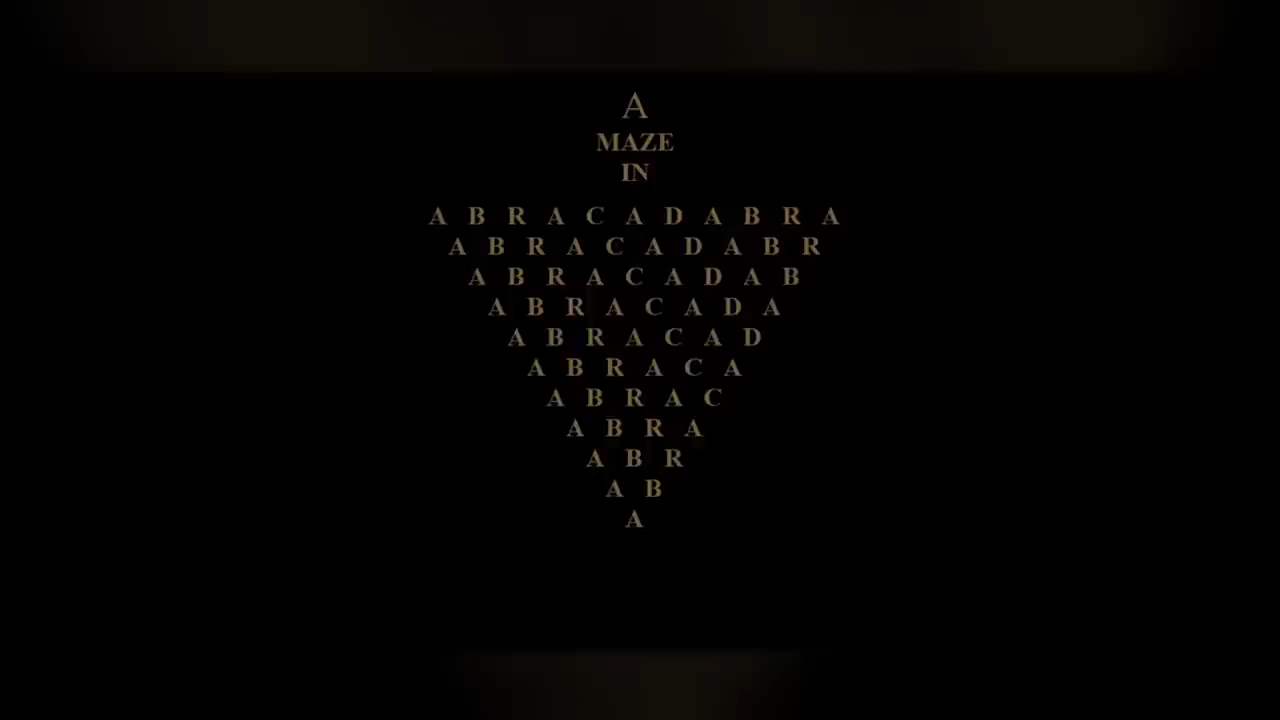 A
MAZE
IN
A B R A C A D A B R A
A B R A C A D A B R
A B R A C A D A B
A B R A C A D A
A B R A C A D
A B R A C A
A B R A C
A B R A
A B R
A B
A